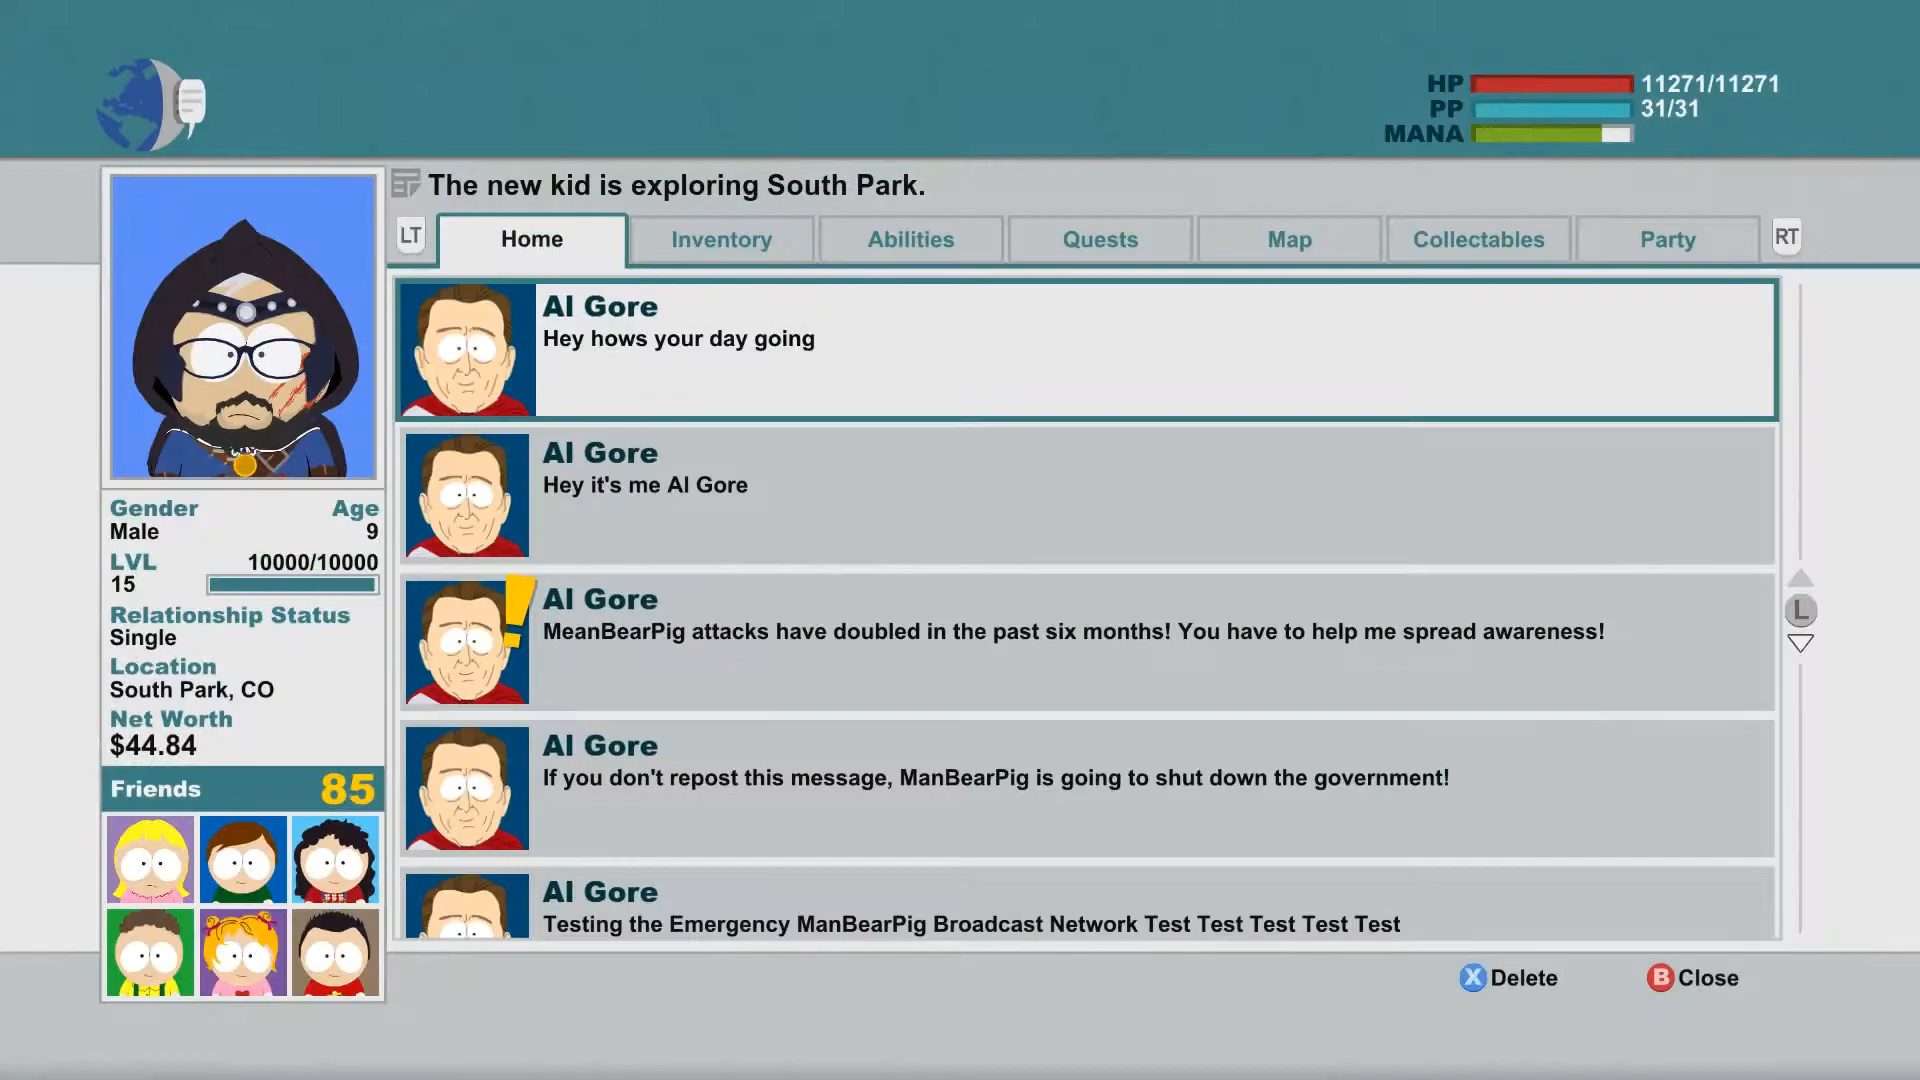 HP 11271/11271
PP 31/31
MANA
The new kid is exploring South Park.
LT Home Inventory Abilities Quests Map Collectables Party RT
Al Gore
Hey hows your day going
Al Gore
Hey it's me Al Gore
Al Gore
MeanBearPig attacks have doubled in the past six months! You have to help me spread awareness!
Al Gore
If you don't repost this message, ManBearPig is going to shut down the government!
Al Gore
Testing the Emergency ManBearPig Broadcast Network Test Test Test Test Test
L
Gender Age
Male 9
LVL 10000/10000
15
Relationship Status
Single
Location
South Park, CO
Net Worth
$44.84
Friends 85
X Delete B Close